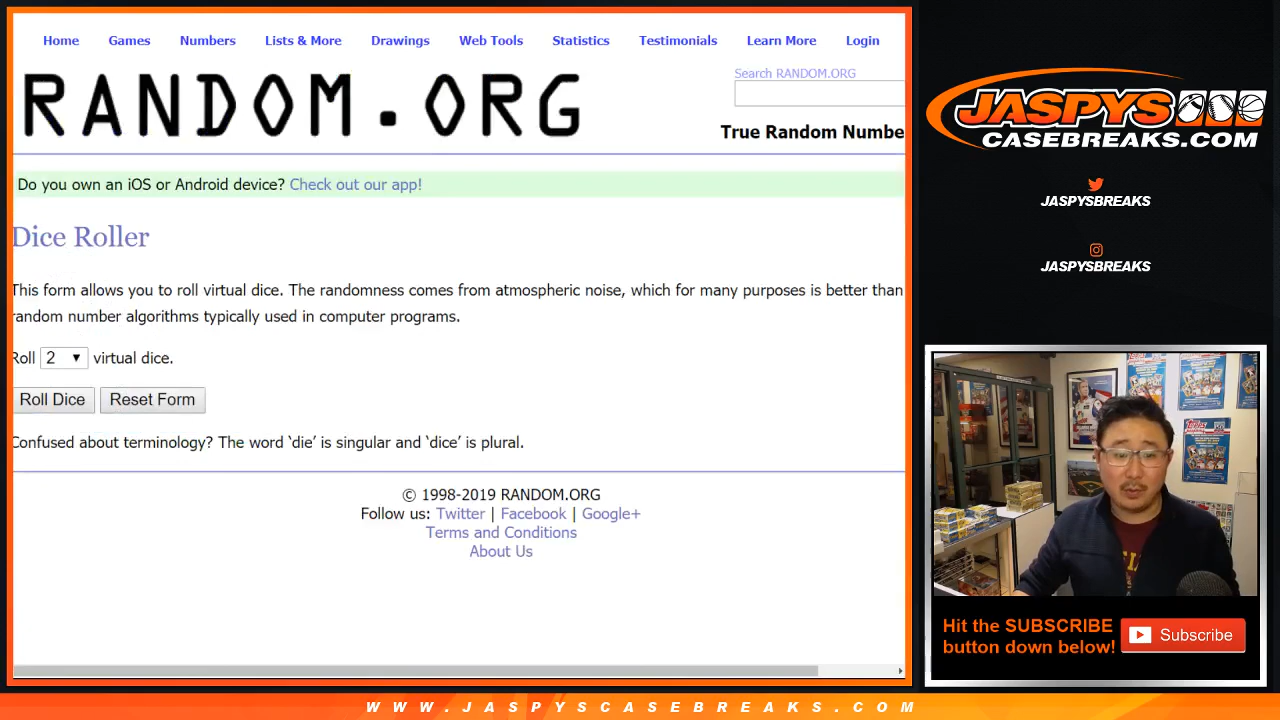 Home Games Numbers Lists & More Drawings Web Tools Statistics Testimonials Learn More Login
RANDOM.ORG
Search RANDOM.ORG
True Random Numbe
Do you own an iOS or Android device? Check out our app!
Dice Roller
This form allows you to roll virtual dice. The randomness comes from atmospheric noise, which for many purposes is better than
random number algorithms typically used in computer programs.
Roll 2 virtual dice.
Roll Dice Reset Form
Confused about terminology? The word ‘die’ is singular and ‘dice’ is plural.
© 1998-2019 RANDOM.ORG
Follow us: Twitter | Facebook | Google+
Terms and Conditions
About Us
JASPYS
CASEBREAKS.COM
JASPYSBREAKS
JASPYSBREAKS
Topps
Hit the SUBSCRIBE
button down below!
Subscribe
WWW.JASPYSCASEBREAKS.COM